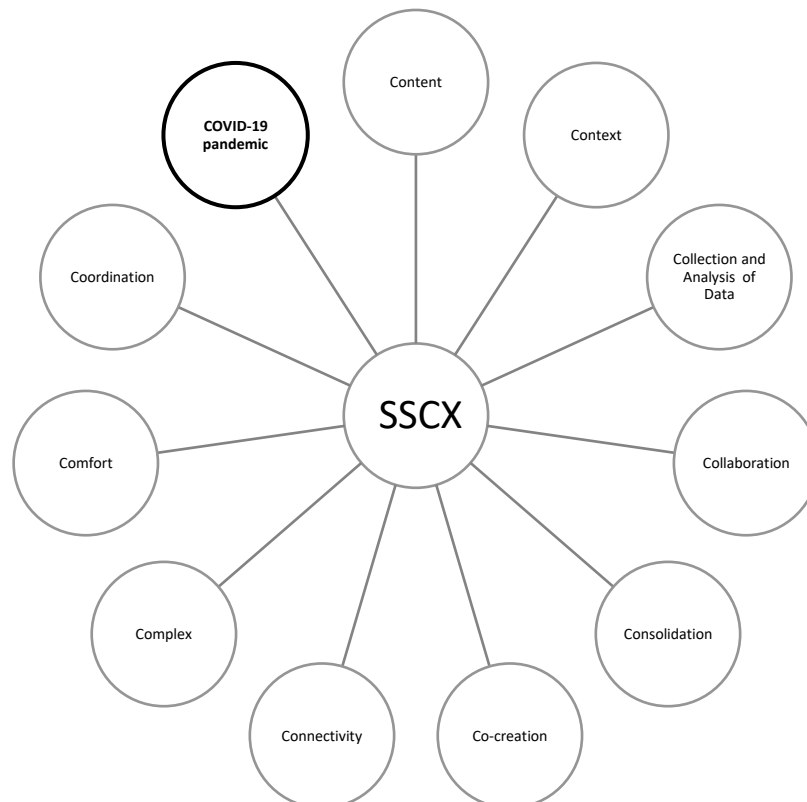 Content
COVID-19
pandemic
Context
Collection and
Analysis of
Data
Coordination
SSCX
Comfort
Collaboration
Complex
Consolidation
Connectivity
Co-creation